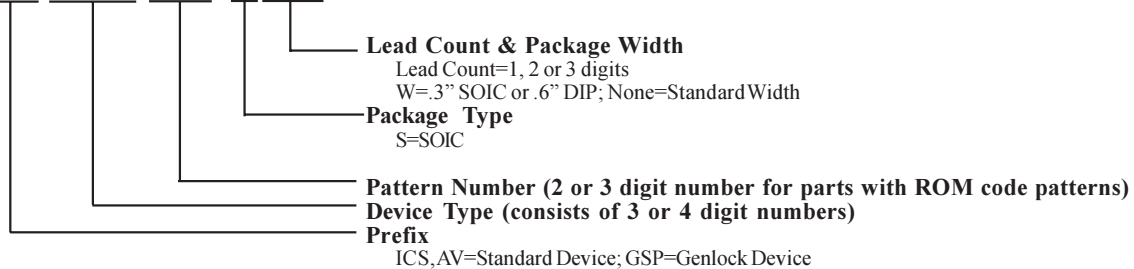 Lead Count & Package Width
Lead Count=1, 2 or 3 digits
W=.3” SOIC or .6” DIP; None=Standard Width
Package Type
S=SOIC
Pattern Number (2 or 3 digit number for parts with ROM code patterns)
Device Type (consists of 3 or 4 digit numbers)
Prefix
ICS, AV=Standard Device; GSP=Genlock Device